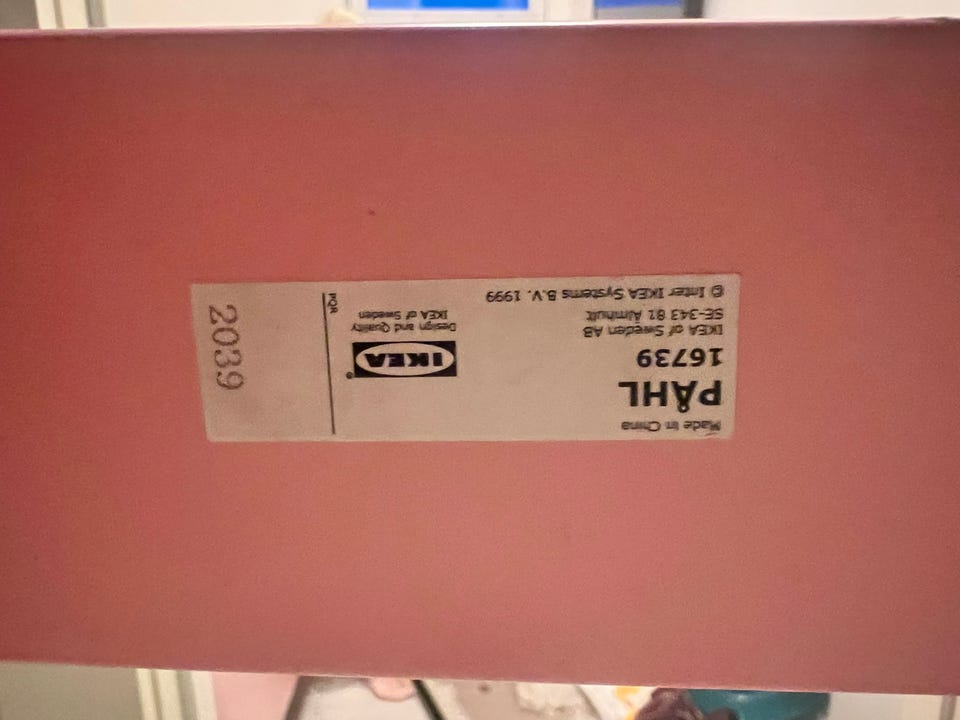 Made in China
PÅHL
16739
IKEA of Sweden AB
SE-343 81 Älmhult
© Inter IKEA Systems B.V. 1999
IKEA®
Design and Quality
IKEA of Sweden
PQR
2039